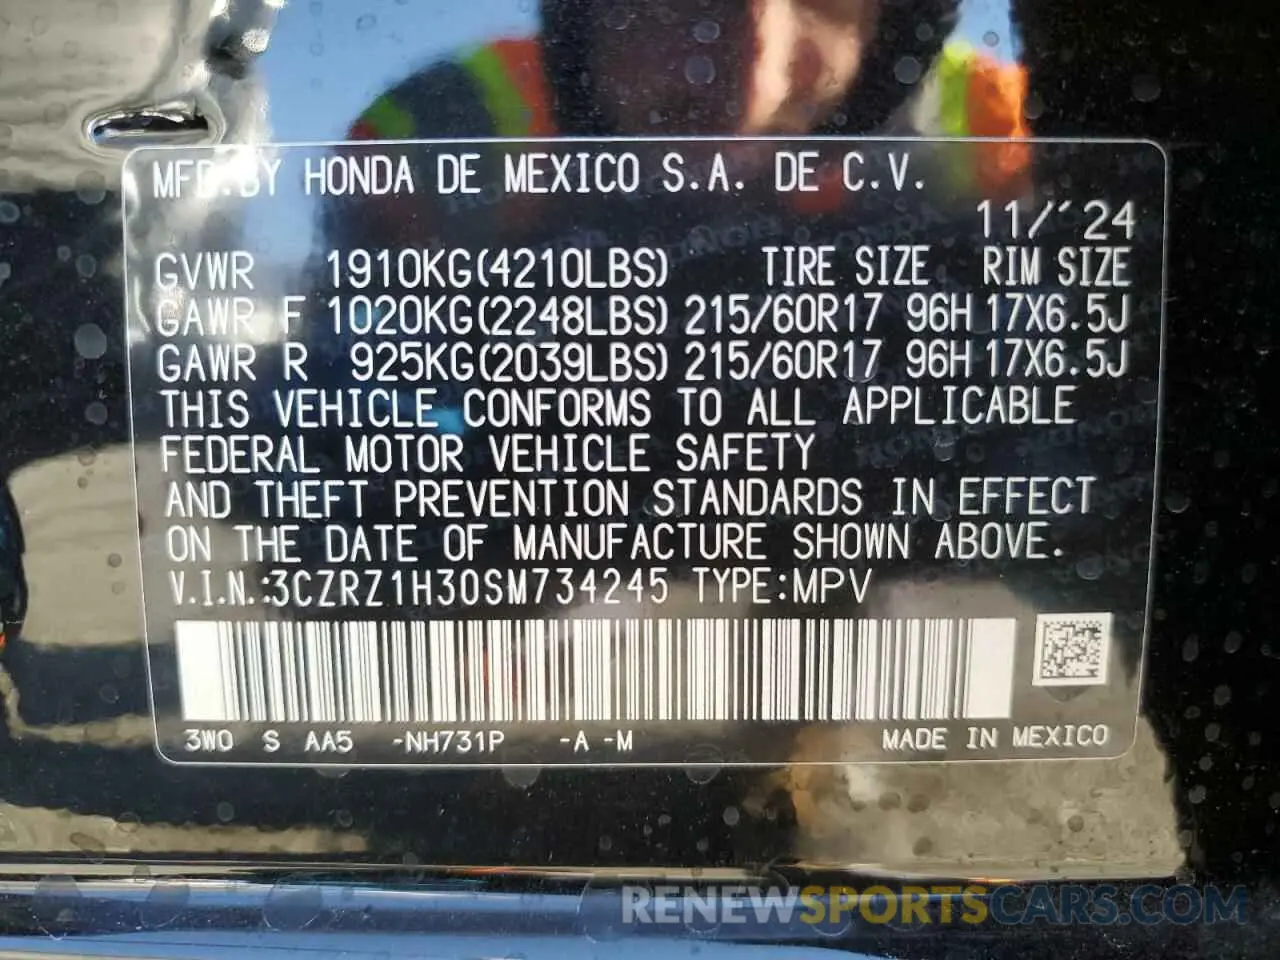 MFD.BY HONDA DE MEXICO S.A. DE C.V.
11/´24
GVWR 1910KG(4210LBS) TIRE SIZE RIM SIZE
GAWR F 1020KG(2248LBS) 215/60R17 96H 17X6.5J
GAWR R 925KG(2039LBS) 215/60R17 96H 17X6.5J
THIS VEHICLE CONFORMS TO ALL APPLICABLE
FEDERAL MOTOR VEHICLE SAFETY
AND THEFT PREVENTION STANDARDS IN EFFECT
ON THE DATE OF MANUFACTURE SHOWN ABOVE.
V.I.N.:3CZRZ1H30SM734245 TYPE:MPV
3W0 S AA5 -NH731P -A -M MADE IN MEXICO
RENEWSPORTSCARS.COM